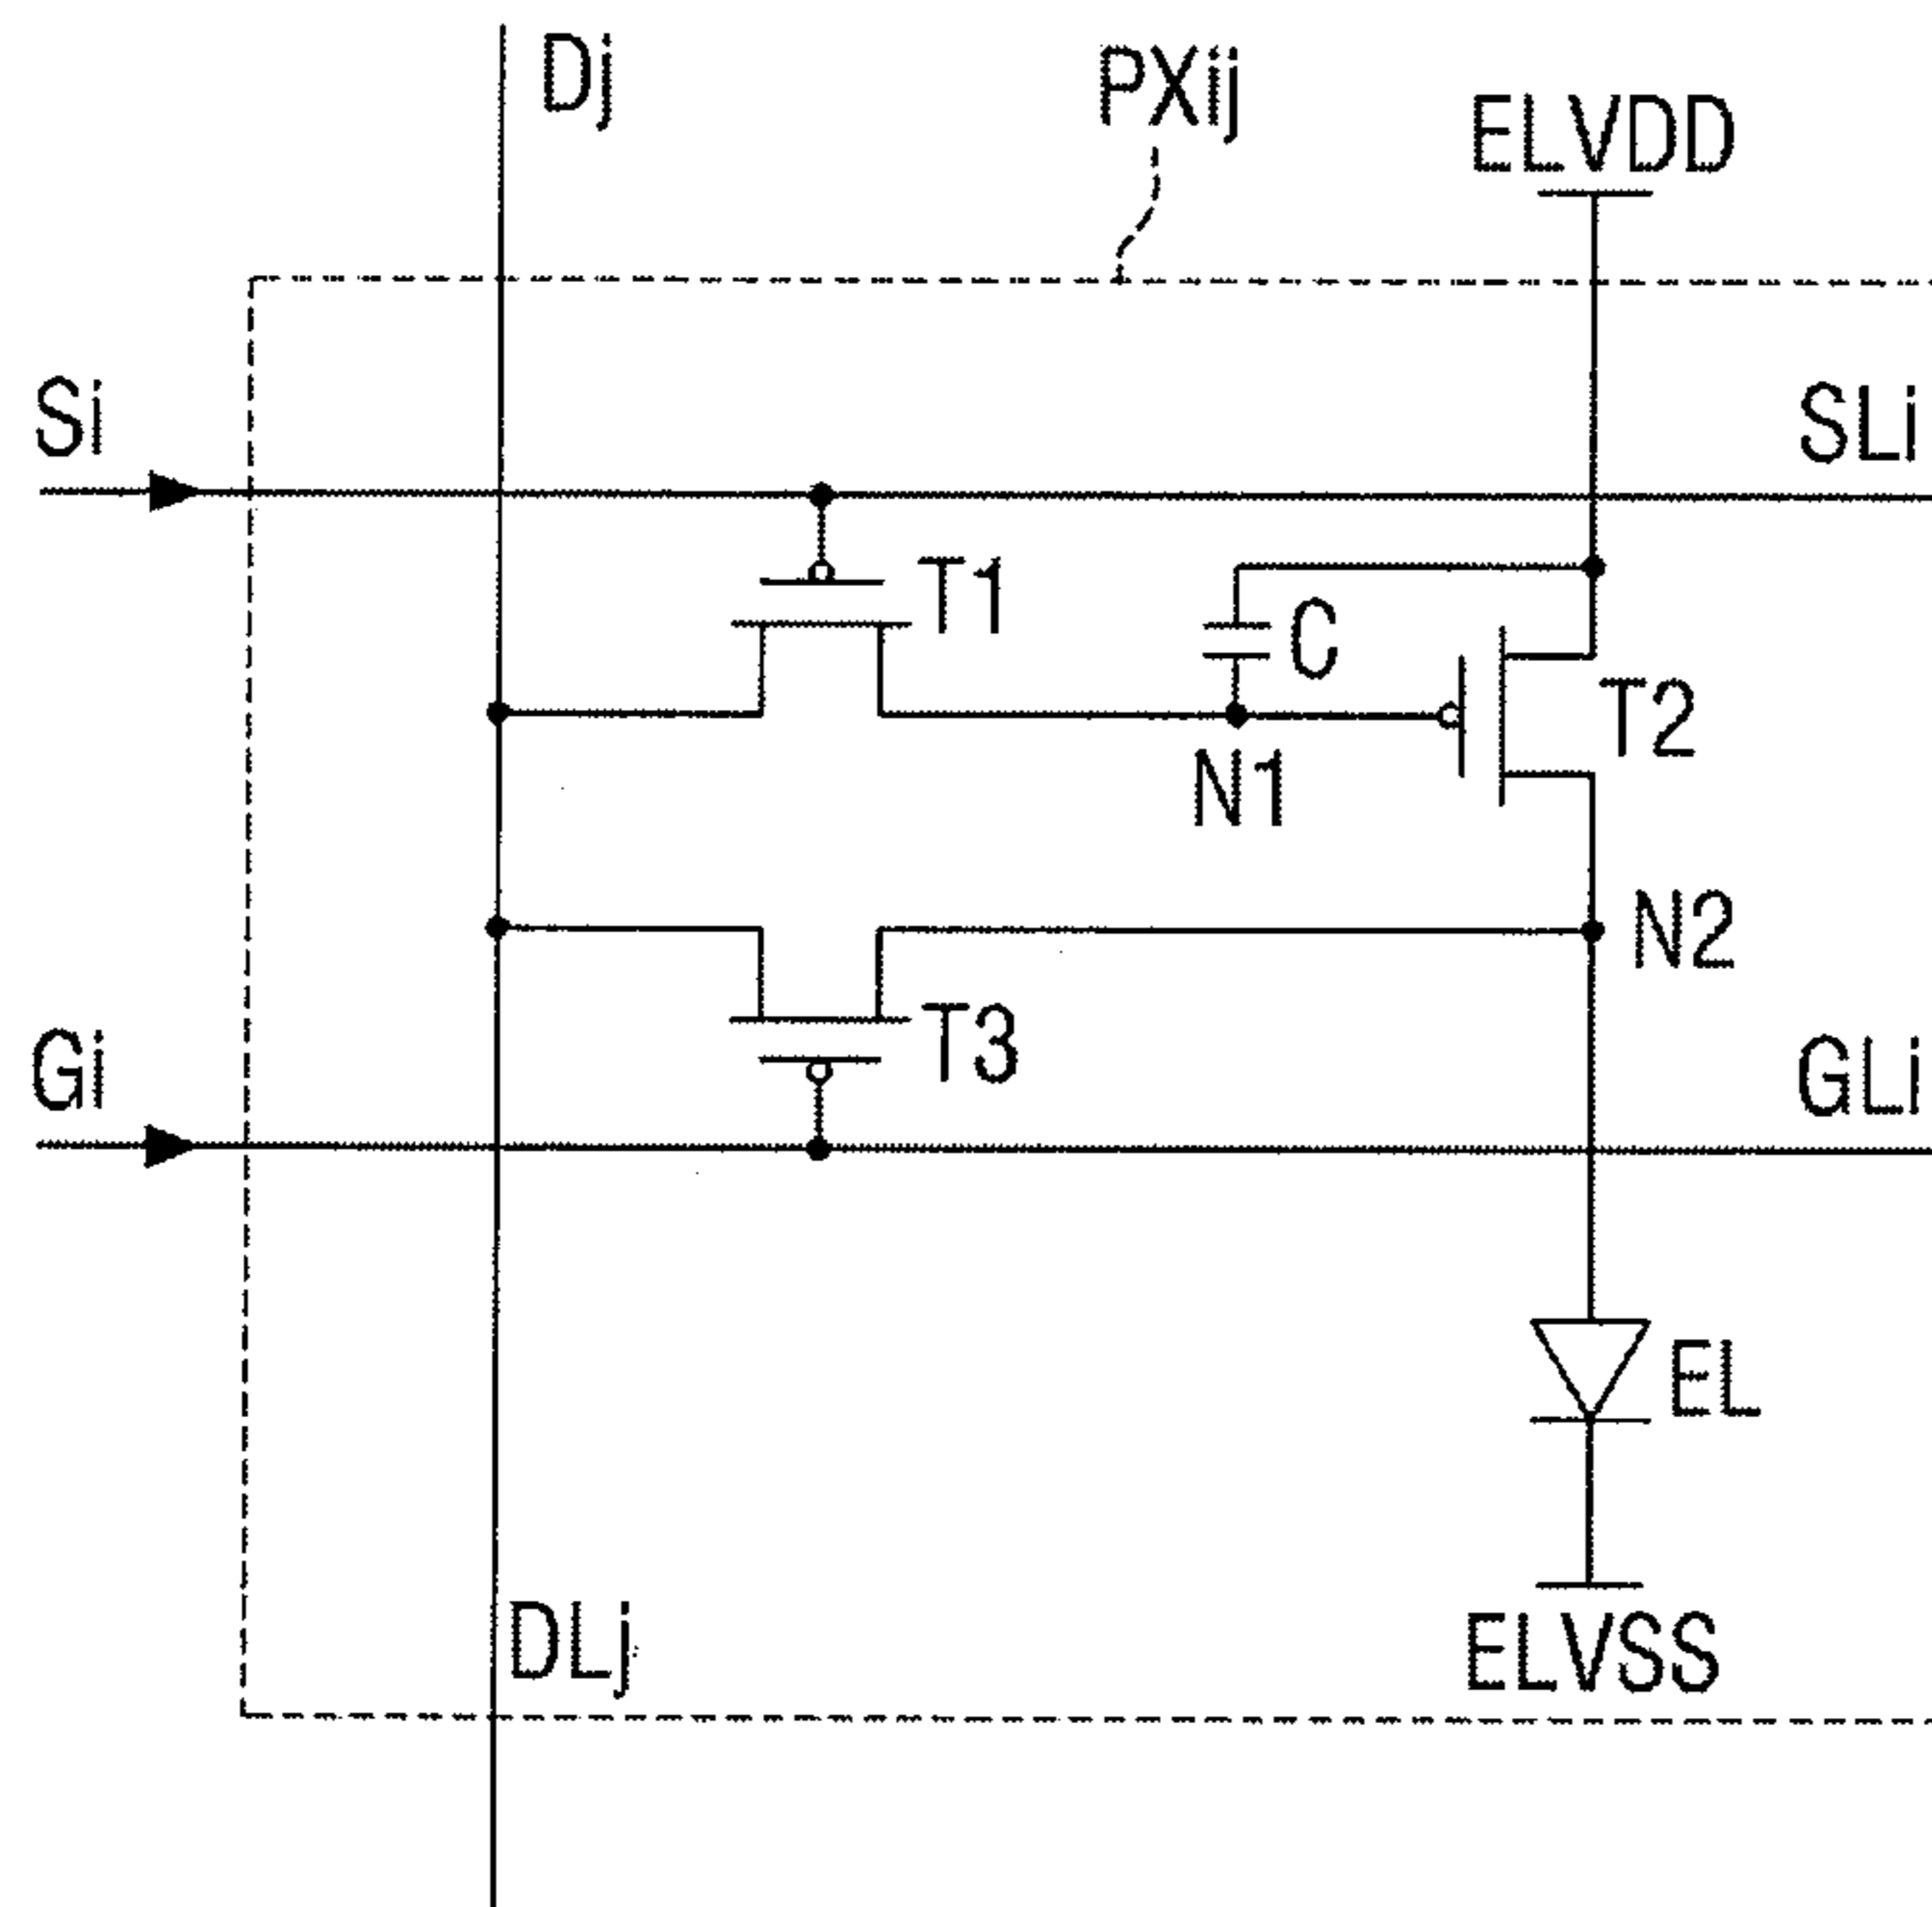 Dj
PXij
ELVDD
Si
SLi
T1
C
T2
N1
N2
Gi
T3
GLi
EL
DLj
ELVSS